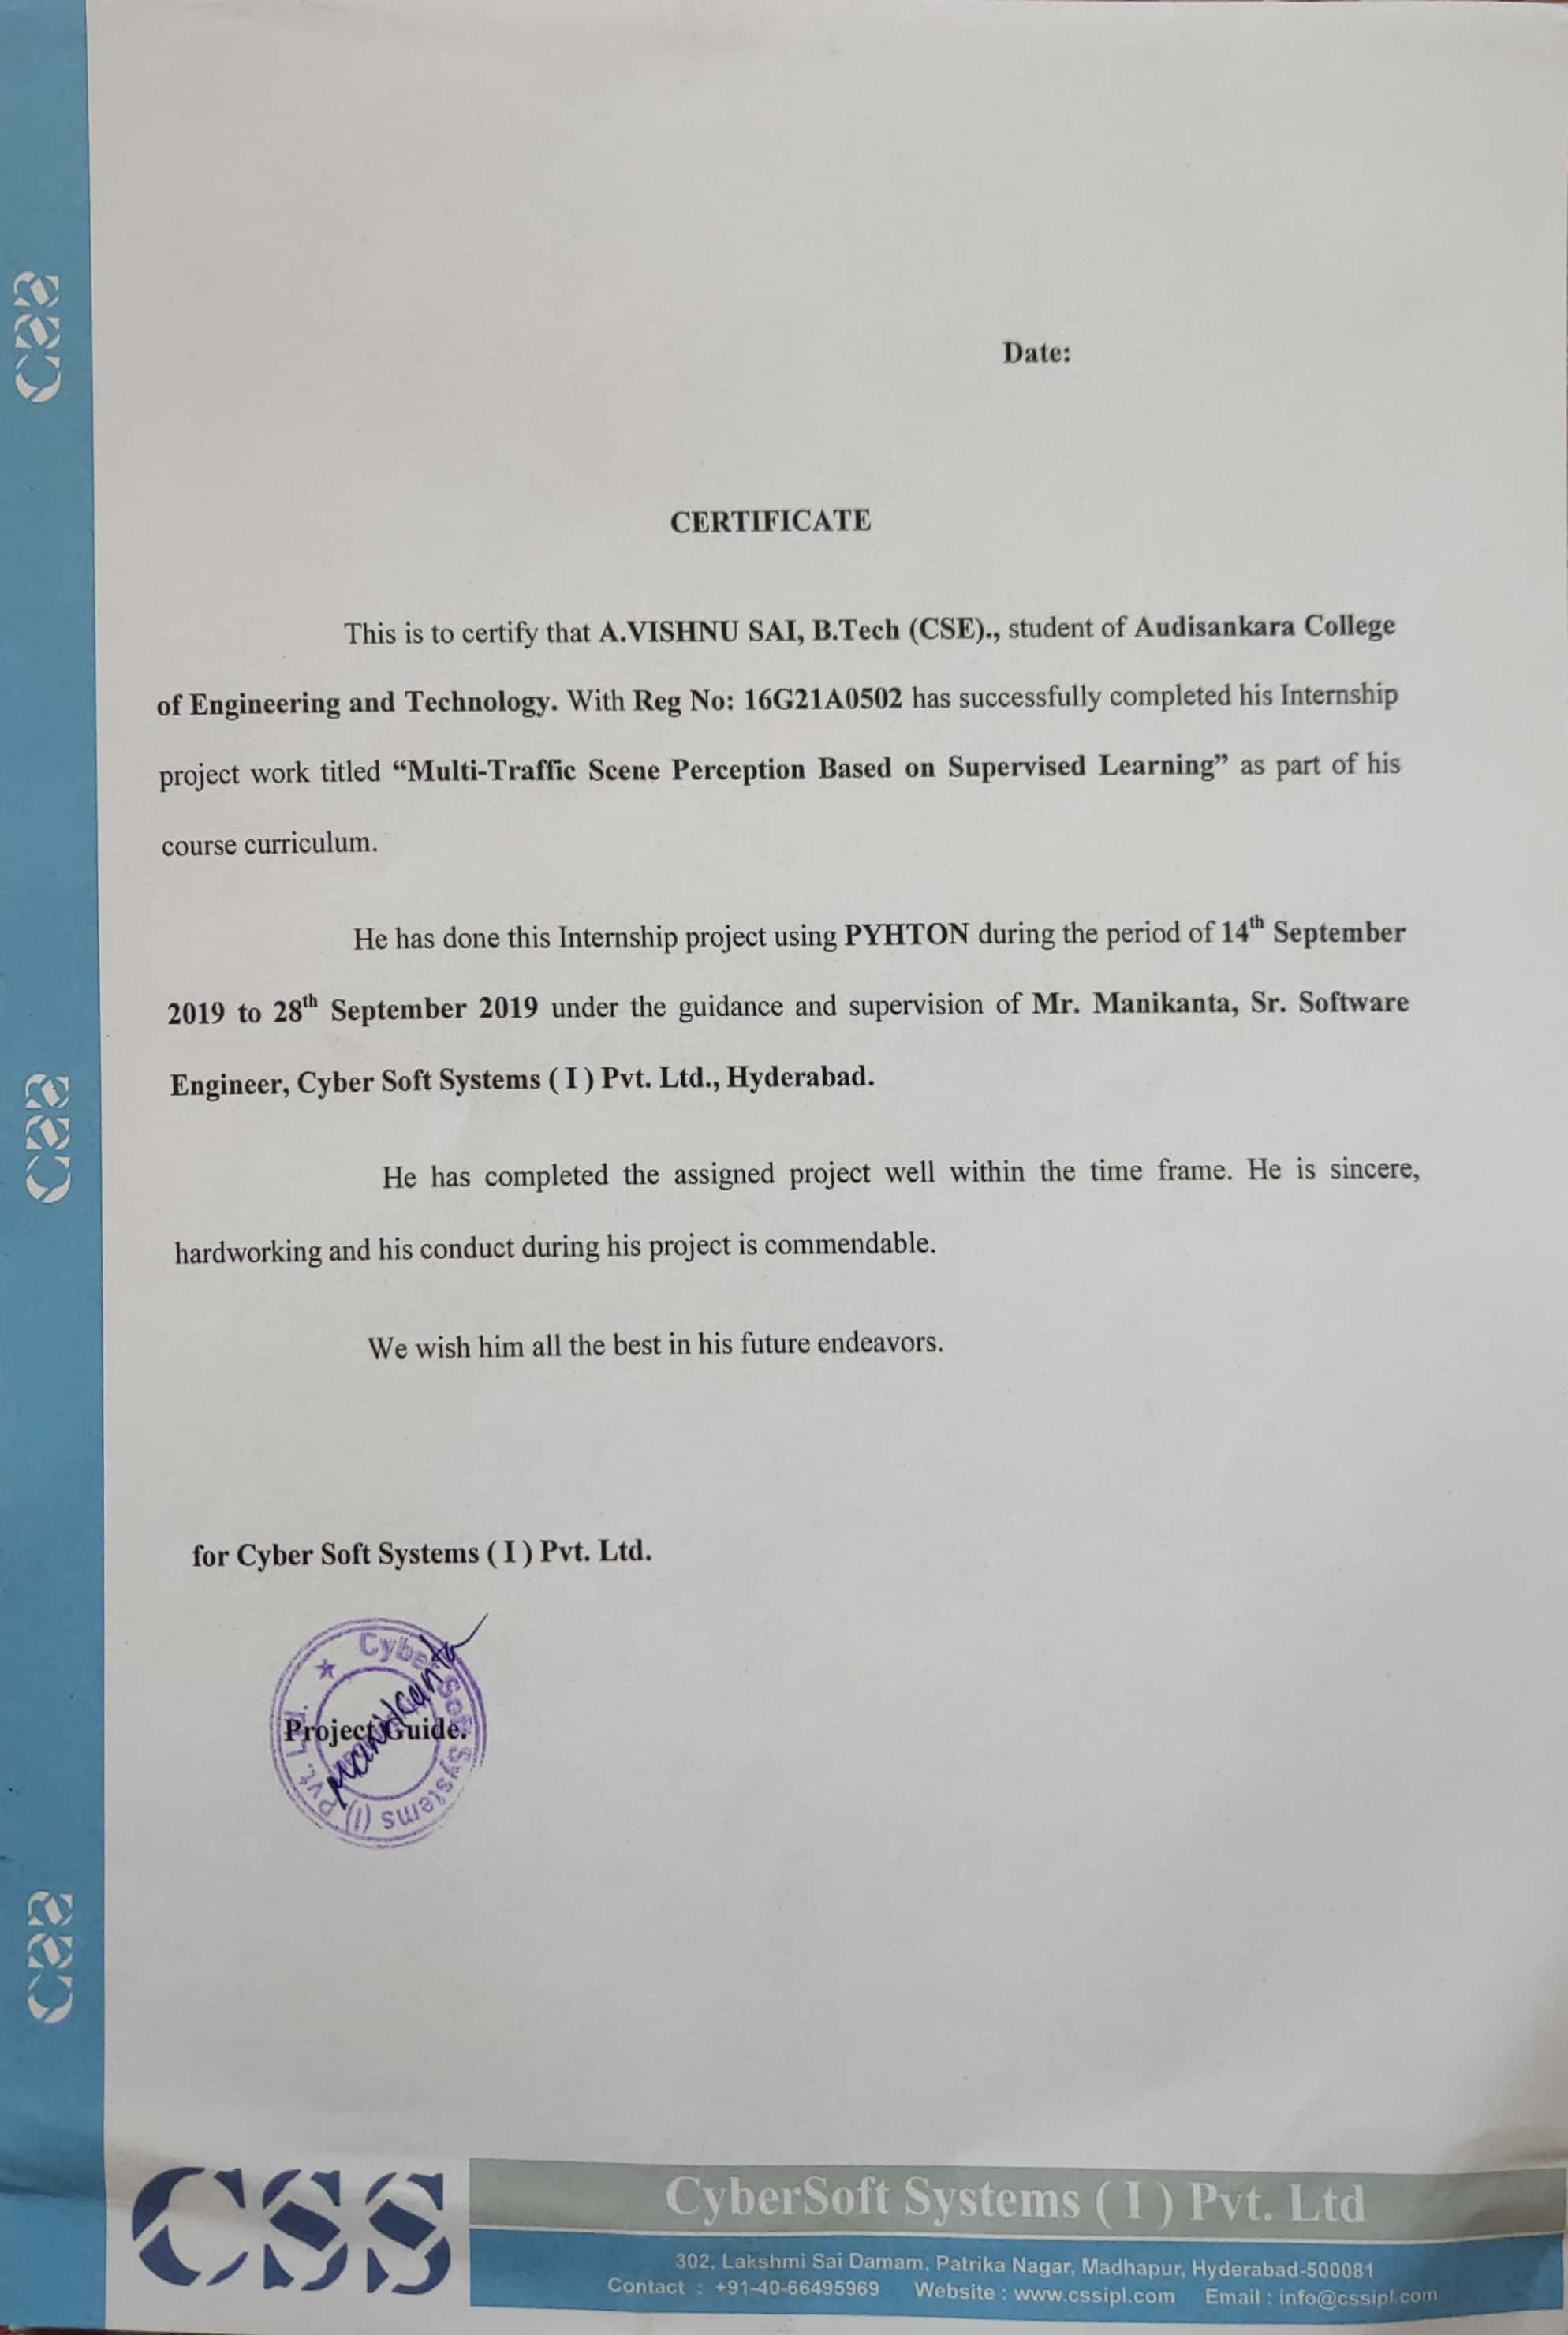 css
Date:
CERTIFICATE
This is to certify that A.VISHNU SAI, B.Tech (CSE)., student of Audisankara College
of Engineering and Technology. With Reg No: 16G21A0502 has successfully completed his Internship
project work titled “Multi-Traffic Scene Perception Based on Supervised Learning” as part of his
course curriculum.
He has done this Internship project using PYHTON during the period of 14th September
2019 to 28th September 2019 under the guidance and supervision of Mr. Manikanta, Sr. Software
Engineer, Cyber Soft Systems ( I ) Pvt. Ltd., Hyderabad.
css
He has completed the assigned project well within the time frame. He is sincere,
hardworking and his conduct during his project is commendable.
We wish him all the best in his future endeavors.
for Cyber Soft Systems ( I ) Pvt. Ltd.
★ Cyber Soft Systems (I) Pvt. Ltd.
Manikanta
Project Guide.
css
CSS
CyberSoft Systems ( I ) Pvt. Ltd
302, Lakshmi Sai Damam, Patrika Nagar, Madhapur, Hyderabad-500081
Contact : +91-40-66495969 Website : www.cssipl.com Email : info@cssipl.com